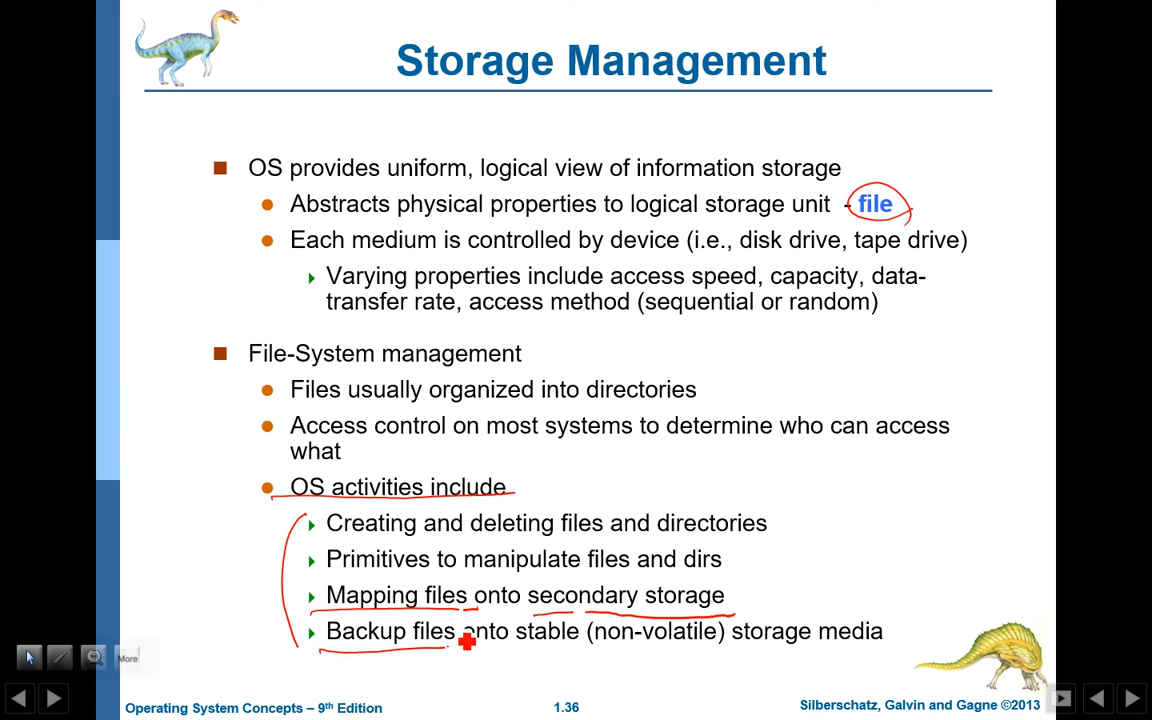 Storage Management
OS provides uniform, logical view of information storage
Abstracts physical properties to logical storage unit - file
Each medium is controlled by device (i.e., disk drive, tape drive)
Varying properties include access speed, capacity, data-
transfer rate, access method (sequential or random)
File-System management
Files usually organized into directories
Access control on most systems to determine who can access
what
OS activities include
Creating and deleting files and directories
Primitives to manipulate files and dirs
Mapping files onto secondary storage
Backup files onto stable (non-volatile) storage media
More
Operating System Concepts – 9th Edition
1.36
Silberschatz, Galvin and Gagne ©2013